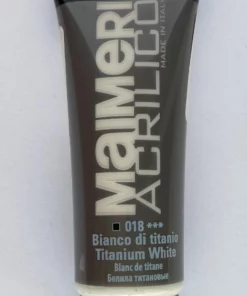 MaimeRi
ACRILICO
MADE IN ITALY
018 ***
Bianco di titanio
Titanium White
Blanc de titane
Белила титановые